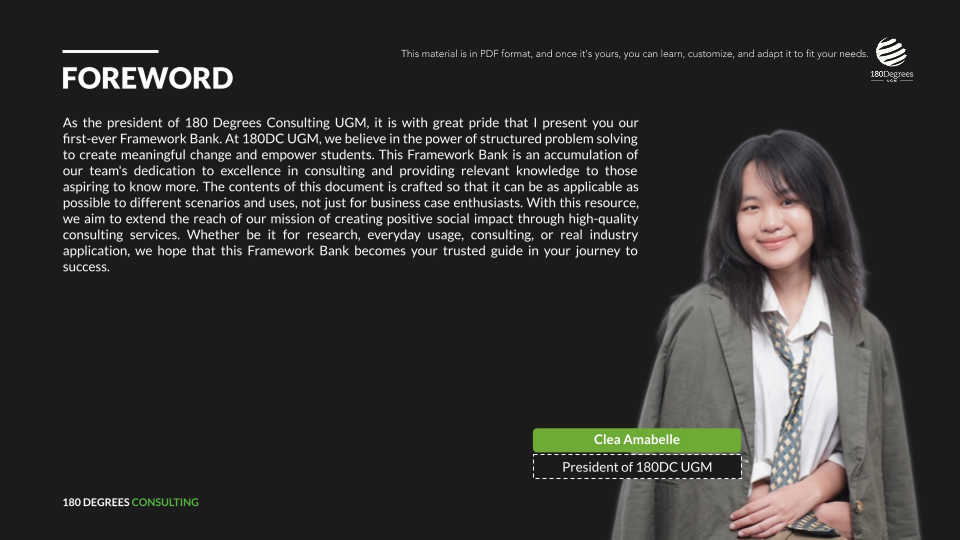 This material is in PDF format, and once it's yours, you can learn, customize, and adapt it to fit your needs.
180Degrees
UGM
FOREWORD
As the president of 180 Degrees Consulting UGM, it is with great pride that I present you our
first-ever Framework Bank. At 180DC UGM, we believe in the power of structured problem solving
to create meaningful change and empower students. This Framework Bank is an accumulation of
our team's dedication to excellence in consulting and providing relevant knowledge to those
aspiring to know more. The contents of this document is crafted so that it can be as applicable as
possible to different scenarios and uses, not just for business case enthusiasts. With this resource,
we aim to extend the reach of our mission of creating positive social impact through high-quality
consulting services. Whether be it for research, everyday usage, consulting, or real industry
application, we hope that this Framework Bank becomes your trusted guide in your journey to
success.
Clea Amabelle
President of 180DC UGM
180 DEGREES CONSULTING